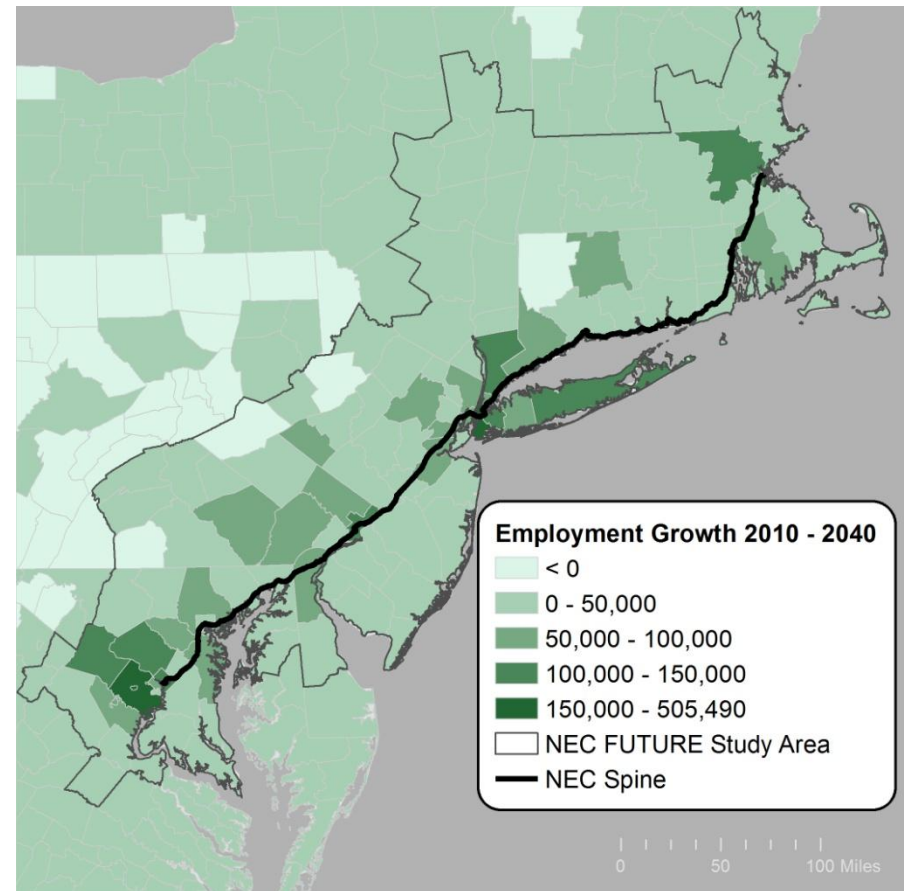 Employment Growth 2010 - 2040
< 0
0 - 50,000
50,000 - 100,000
100,000 - 150,000
150,000 - 505,490
NEC FUTURE Study Area
NEC Spine
0 50 100 Miles